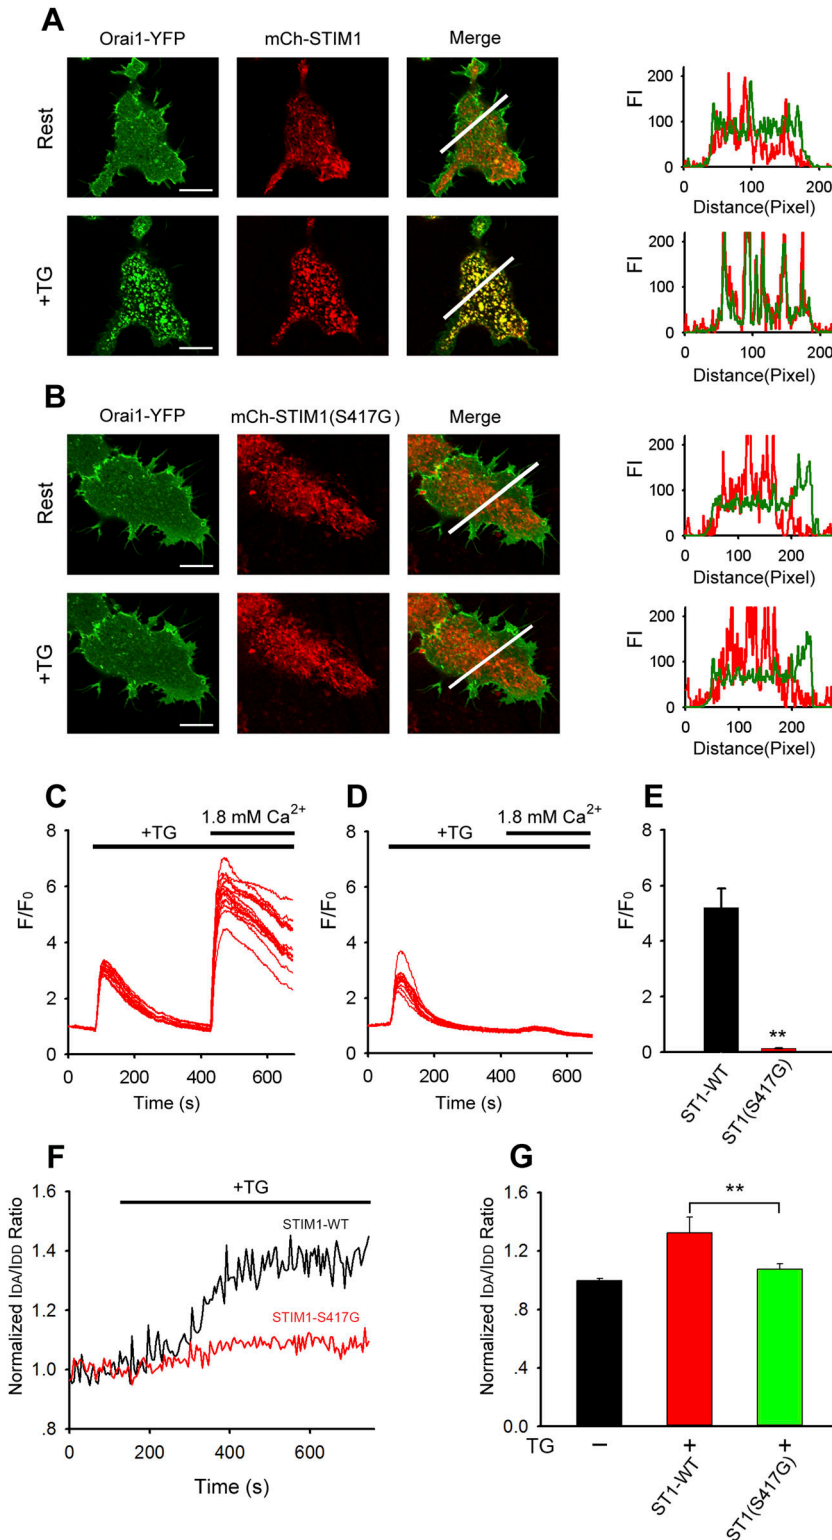 A
Orai1-YFP mCh-STIM1 Merge
Rest
200
100
0
FI
0 100 200
Distance(Pixel)
+TG
200
100
0
FI
0 100 200
Distance(Pixel)
B
Orai1-YFP mCh-STIM1(S417G) Merge
Rest
200
100
0
FI
0 100 200
Distance(Pixel)
+TG
200
100
0
FI
0 100 200
Distance(Pixel)
C
+TG
1.8 mM Ca2+
F/F0
8
6
4
2
0
0 200 400 600
Time (s)
D
+TG
1.8 mM Ca2+
0 200 400 600
Time (s)
E
F/F0
8
6
4
2
0
**
ST1-WT
ST1(S417G)
F
+TG
Normalized IDA/IDD Ratio
1.6
1.4
1.2
1.0
.8
STIM1-WT
STIM1-S417G
0 200 400 600
Time (s)
G
Normalized IDA/IDD Ratio
1.6
1.2
.8
.4
0.0
**
TG − + +
ST1-WT
ST1(S417G)